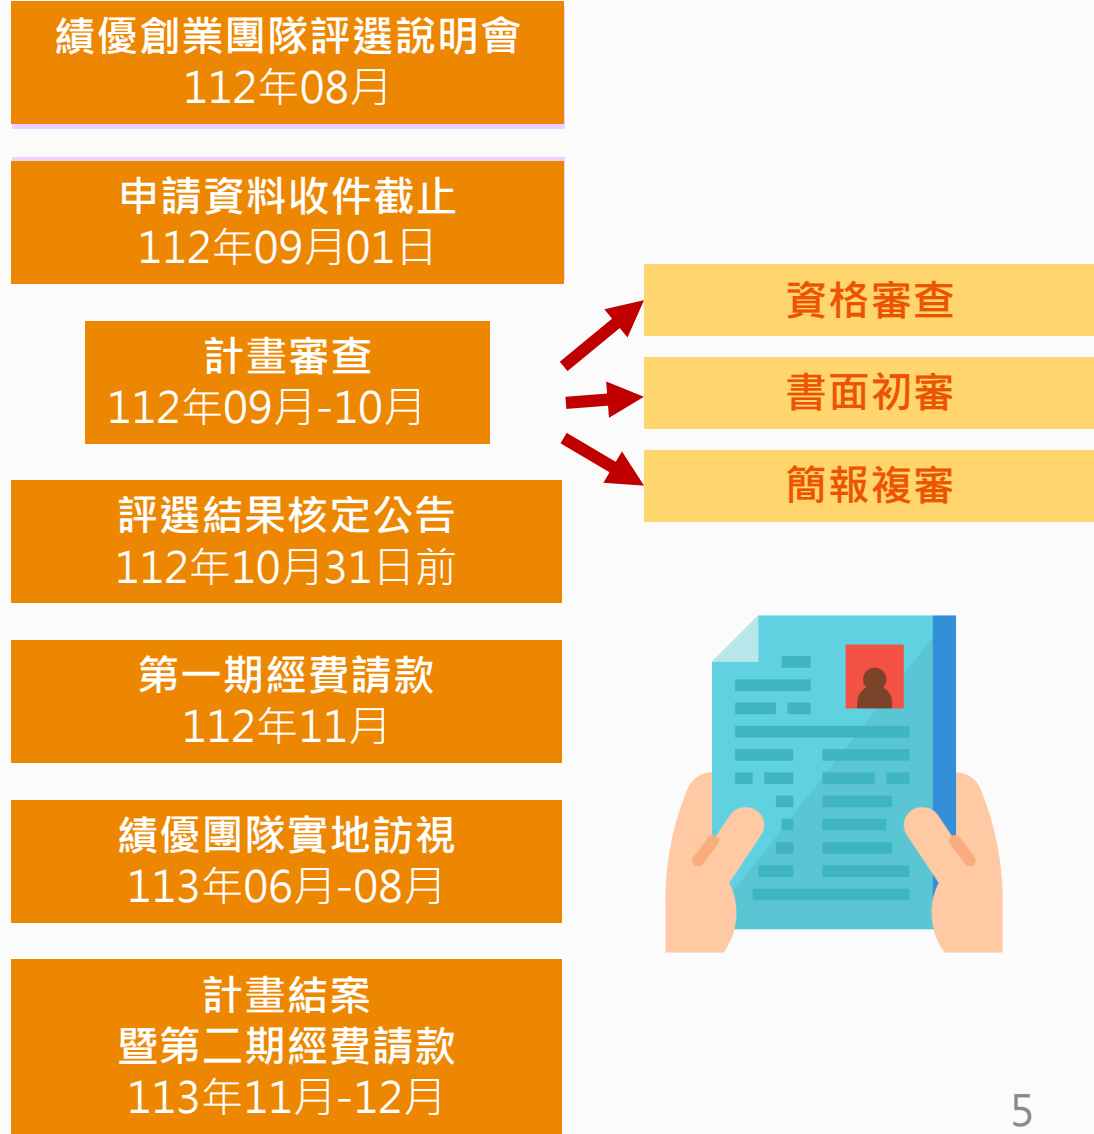 績優創業團隊評選說明會
112年08月
申請資料收件截止
112年09月01日
計畫審查
112年09月-10月
資格審查
書面初審
簡報複審
評選結果核定公告
112年10月31日前
第一期經費請款
112年11月
績優團隊實地訪視
113年06月-08月
計畫結案
暨第二期經費請款
113年11月-12月
5